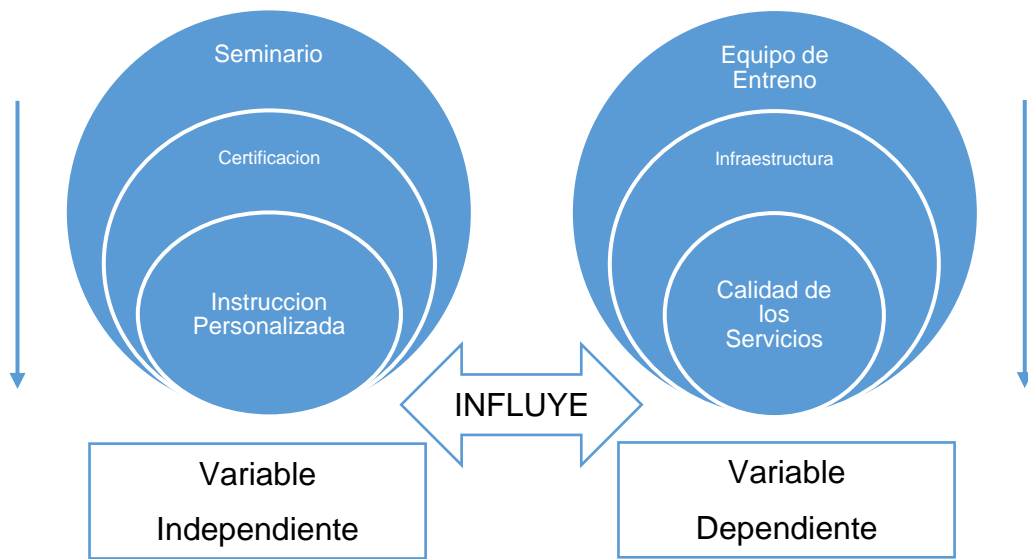 Seminario
Certificacion
Instruccion
Personalizada
Equipo de
Entreno
Infraestructura
Calidad de
los
Servicios
INFLUYE
Variable
Independiente
Variable
Dependiente